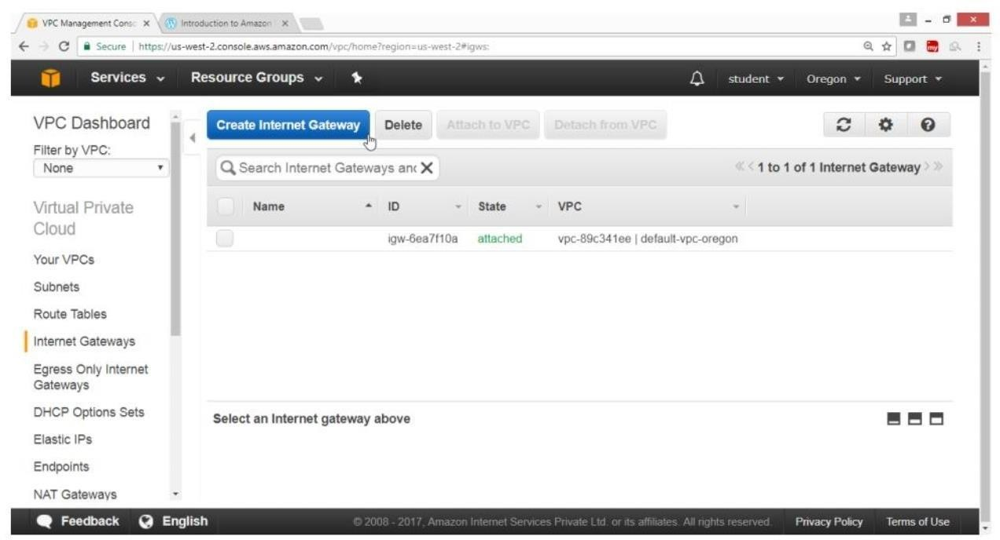 VPC Management Consc
Introduction to Amazon
Secure | https://us-west-2.console.aws.amazon.com/vpc/home?region=us-west-2#igws:
my
Services
Resource Groups
student
Oregon
Support
VPC Dashboard
Filter by VPC:
None
Virtual Private
Cloud
Your VPCs
Subnets
Route Tables
Internet Gateways
Egress Only Internet
Gateways
DHCP Options Sets
Elastic IPs
Endpoints
NAT Gateways
Create Internet Gateway
Delete
Attach to VPC
Detach from VPC
Search Internet Gateways and X
1 to 1 of 1 Internet Gateway
Name ID State VPC
igw-6ea7f10a attached vpc-89c341ee | default-vpc-oregon
Select an Internet gateway above
Feedback
English
© 2008 - 2017, Amazon Internet Services Private Ltd. or its affiliates. All rights reserved.
Privacy Policy
Terms of Use